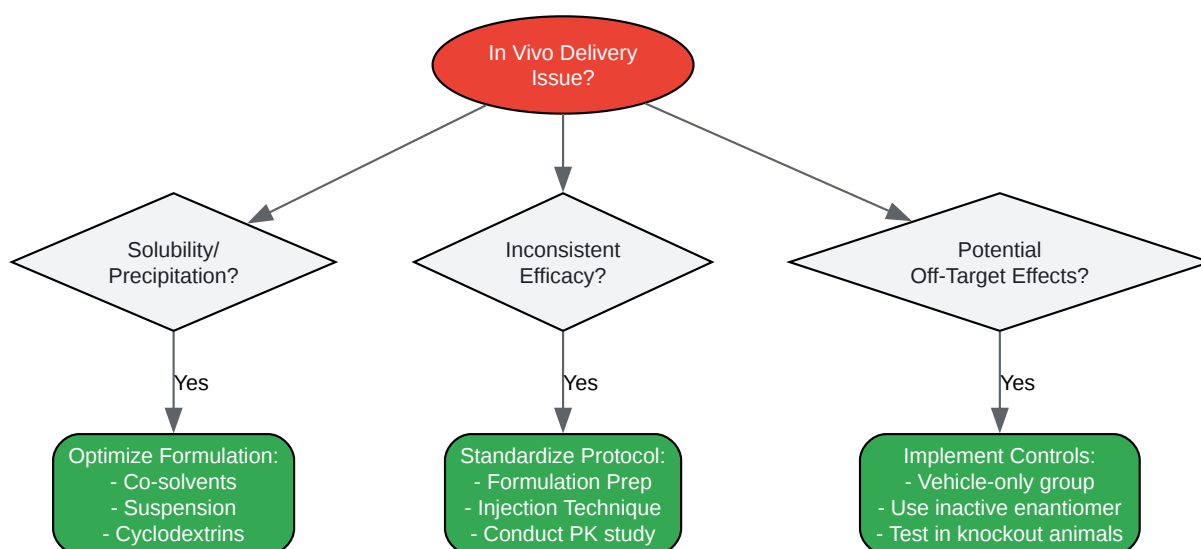 In Vivo Delivery
Issue?
Solubility/
Precipitation?
Inconsistent
Efficacy?
Potential
Off-Target Effects?
Yes
Yes
Yes
Optimize Formulation:
- Co-solvents
- Suspension
- Cyclodextrins
Standardize Protocol:
- Formulation Prep
- Injection Technique
- Conduct PK study
Implement Controls:
- Vehicle-only group
- Use inactive enantiomer
- Test in knockout animals